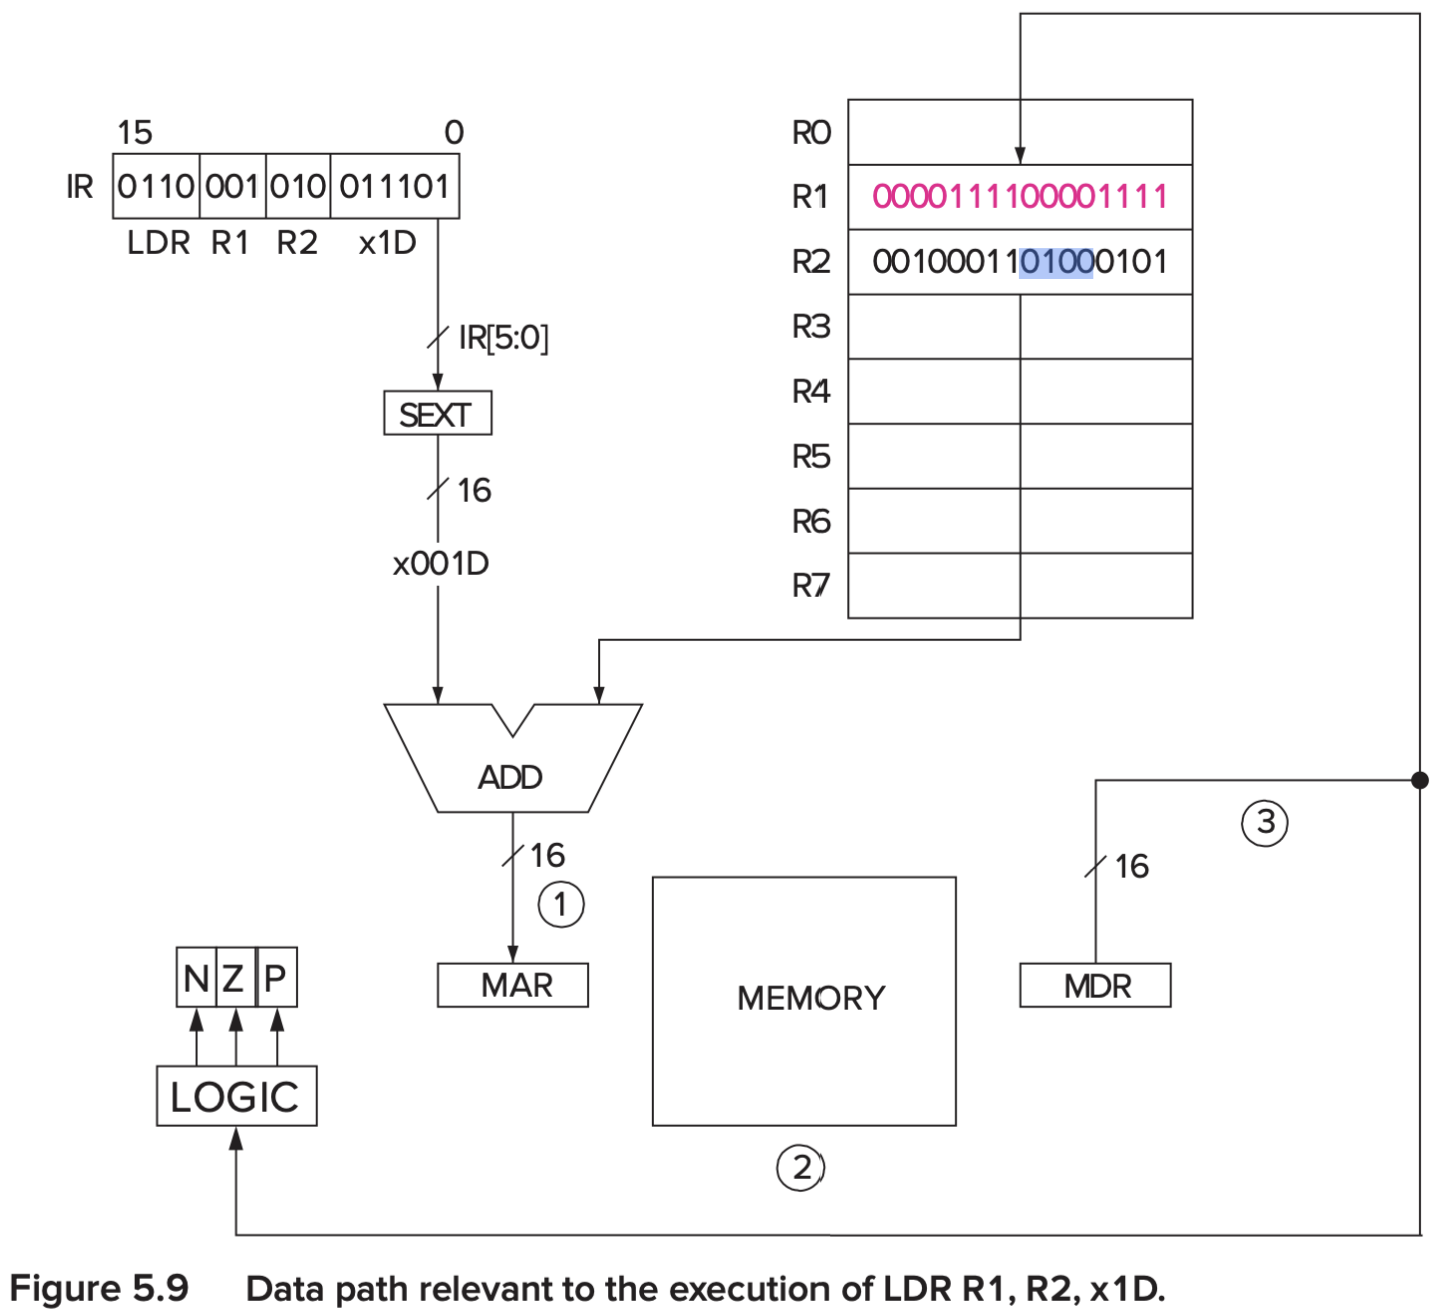 15 0
IR 0110 001 010 011101
LDR R1 R2 x1D
IR[5:0]
SEXT
16
x001D
ADD
16
1
MAR
R0
R1 0000111100001111
R2 0010001101000101
R3
R4
R5
R6
R7
3
16
MDR
MEMORY
2
N Z P
LOGIC
Figure 5.9 Data path relevant to the execution of LDR R1, R2, x1D.